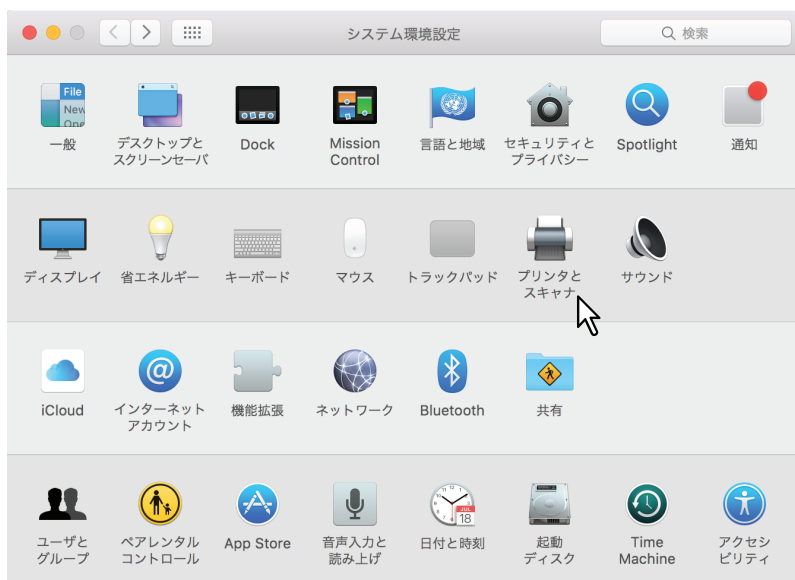 システム環境設定
検索
File
New
一般
デスクトップと
スクリーンセーバ
Dock
Mission
Control
言語と地域
セキュリティと
プライバシー
Spotlight
通知
ディスプレイ
省エネルギー
キーボード
マウス
トラックパッド
プリンタと
スキャナ
サウンド
iCloud
@
インターネット
アカウント
機能拡張
ネットワーク
Bluetooth
共有
ユーザと
グループ
ペアレンタル
コントロール
App Store
音声入力と
読み上げ
JUL
18
日付と時刻
起動
ディスク
Time
Machine
アクセシ
ビリティ